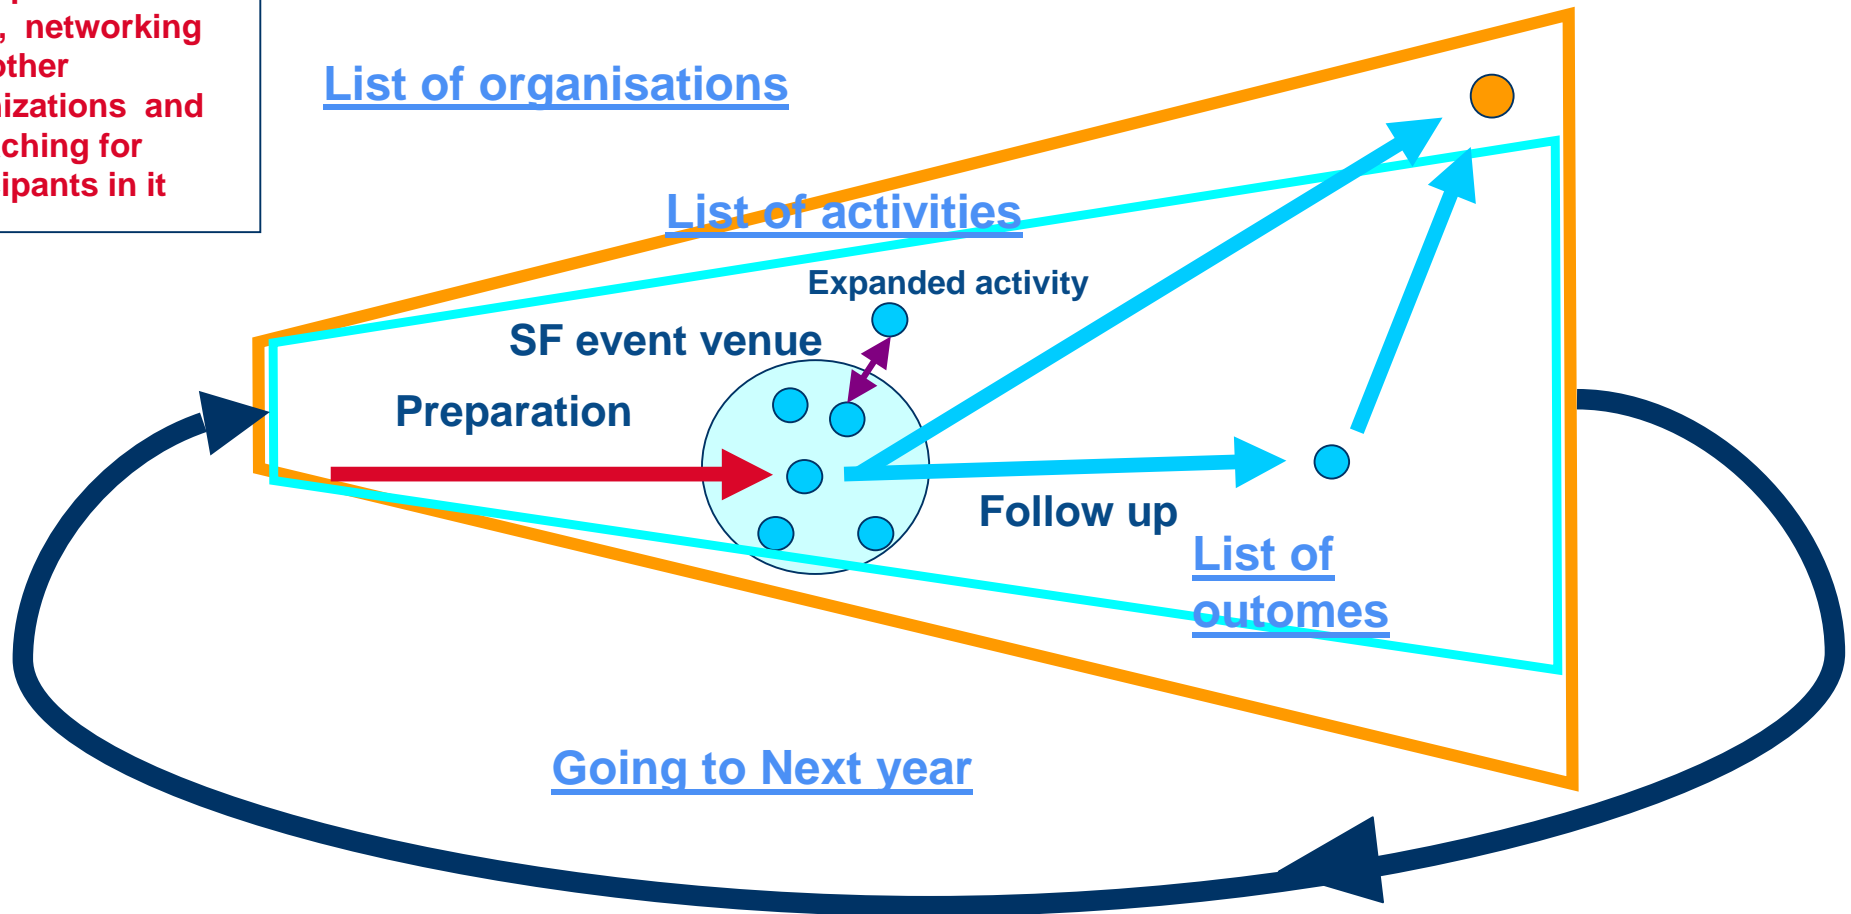 , networking
other
nizations and
ching for
ipants in it
List of organisations
List of activities
Expanded activity
SF event venue
Preparation
Follow up
List of
outomes
Going to Next year